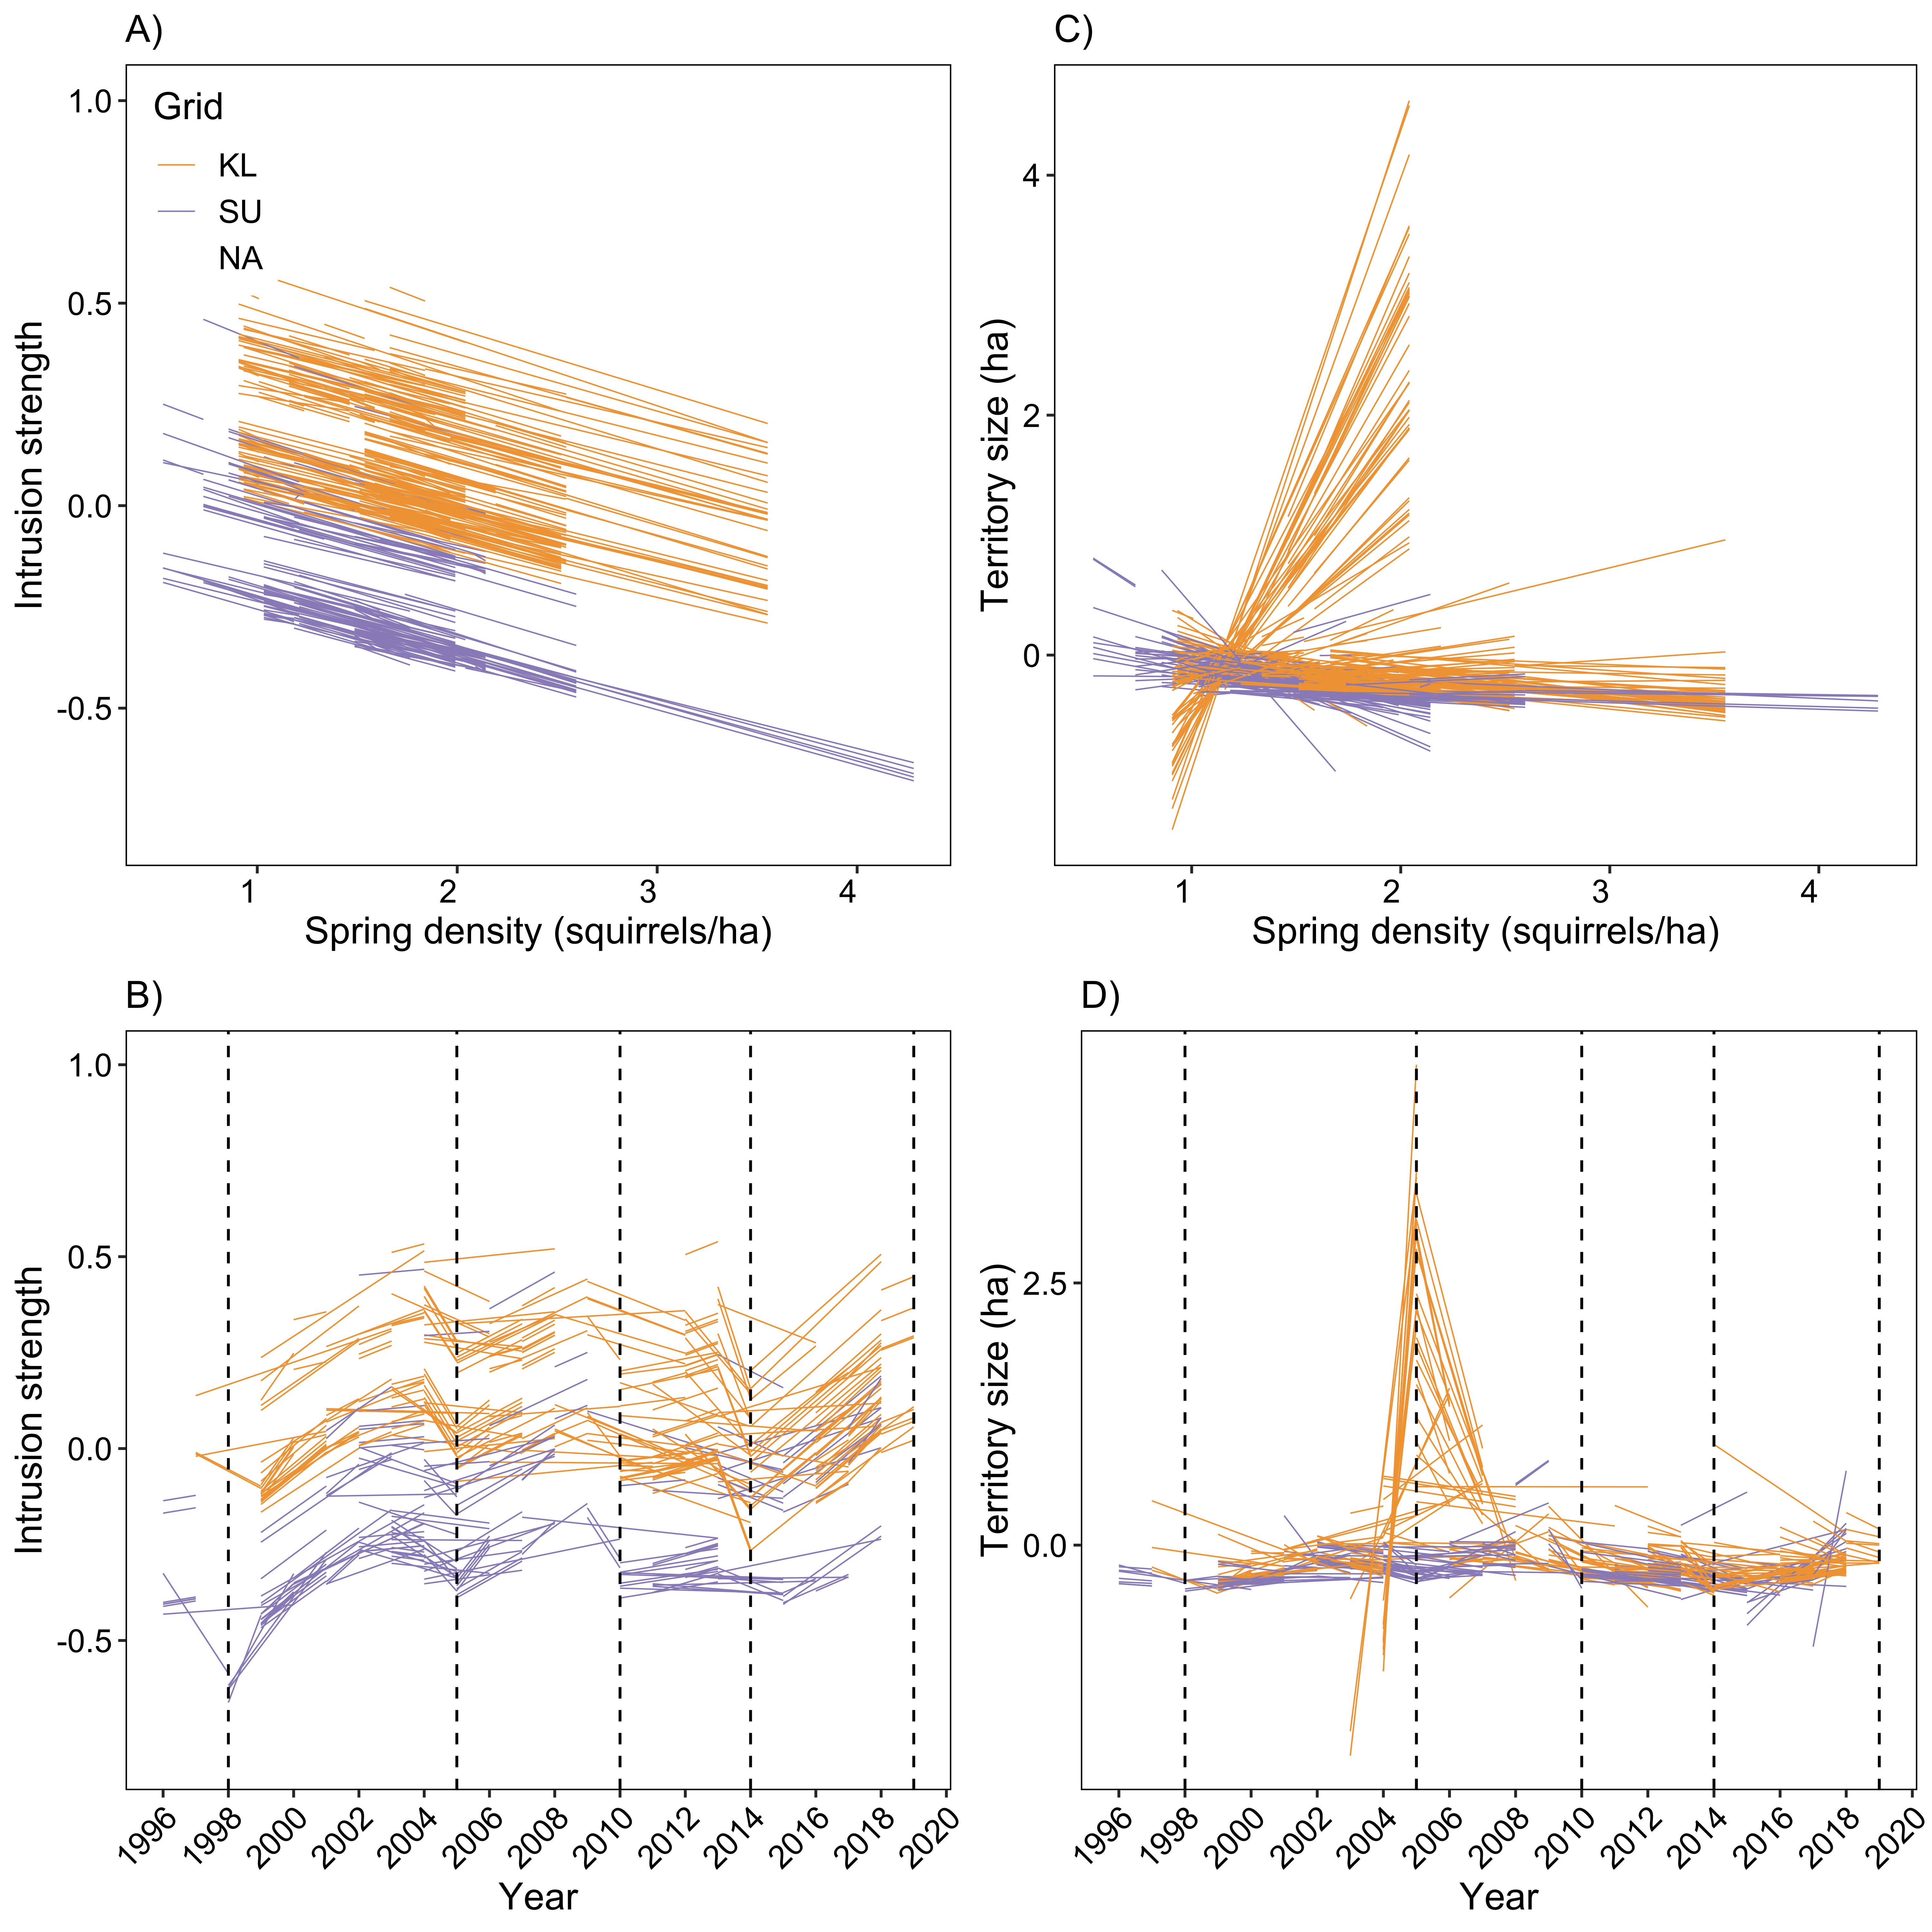 A)
Intrusion strength
1.0
0.5
0.0
-0.5
Grid
KL
SU
NA
1 2 3 4
Spring density (squirrels/ha)
C)
Territory size (ha)
4
2
0
1 2 3 4
Spring density (squirrels/ha)
B)
Intrusion strength
1.0
0.5
0.0
-0.5
1996 1998 2000 2002 2004 2006 2008 2010 2012 2014 2016 2018 2020
Year
D)
Territory size (ha)
2.5
0.0
1996 1998 2000 2002 2004 2006 2008 2010 2012 2014 2016 2018 2020
Year